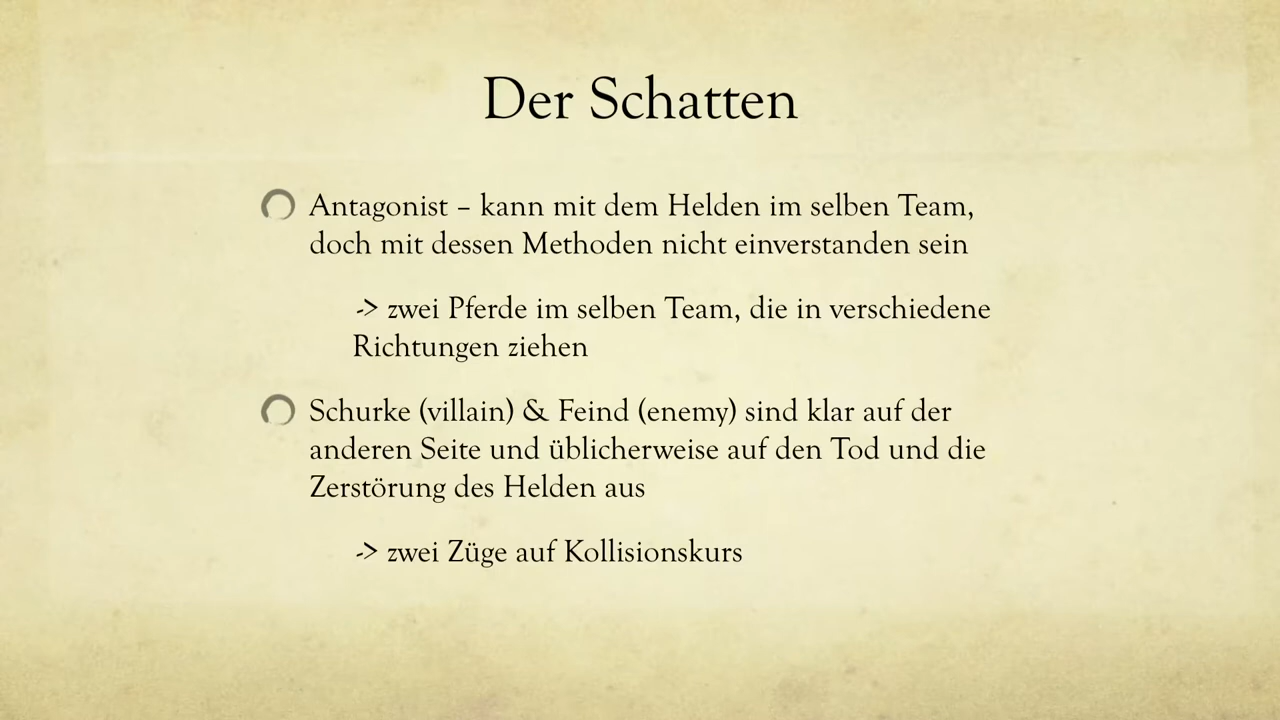 Der Schatten
Antagonist – kann mit dem Helden im selben Team,
doch mit dessen Methoden nicht einverstanden sein
-> zwei Pferde im selben Team, die in verschiedene
Richtungen ziehen
Schurke (villain) & Feind (enemy) sind klar auf der
anderen Seite und üblicherweise auf den Tod und die
Zerstörung des Helden aus
-> zwei Züge auf Kollisionskurs